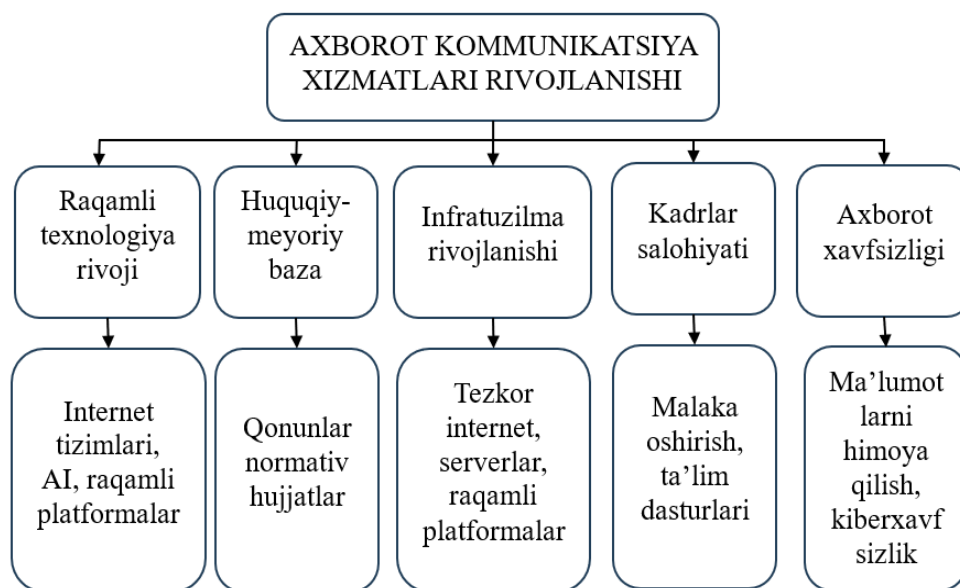 AXBOROT KOMMUNIKATSIYA
XIZMATLARI RIVOJLANISHI
Raqamli
texnologiya
rivoji
Huquqiy-
meyoriy
baza
Infratuzilma
rivojlanishi
Kadrlar
salohiyati
Axborot
xavfsizligi
Internet
tizimlari,
AI, raqamli
platformalar
Qonunlar
normativ
hujjatlar
Tezkor
internet,
serverlar,
raqamli
platformalar
Malaka
oshirish,
ta’lim
dasturlari
Ma’lumot
larni
himoya
qilish,
kiberxavf
sizlik